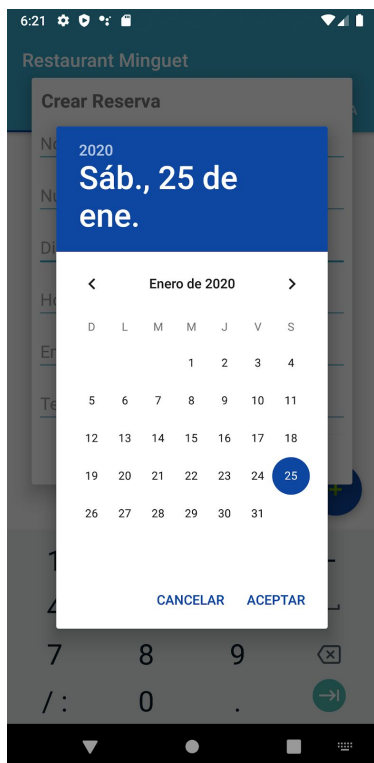 6:21
Restaurant Minguet
Crear Reserva
2020
Sáb., 25 de
ene.
Enero de 2020
D L M M J V S
1 2 3 4
5 6 7 8 9 10 11
12 13 14 15 16 17 18
19 20 21 22 23 24 25
26 27 28 29 30 31
CANCELAR ACEPTAR
7 8 9
/ : 0 .